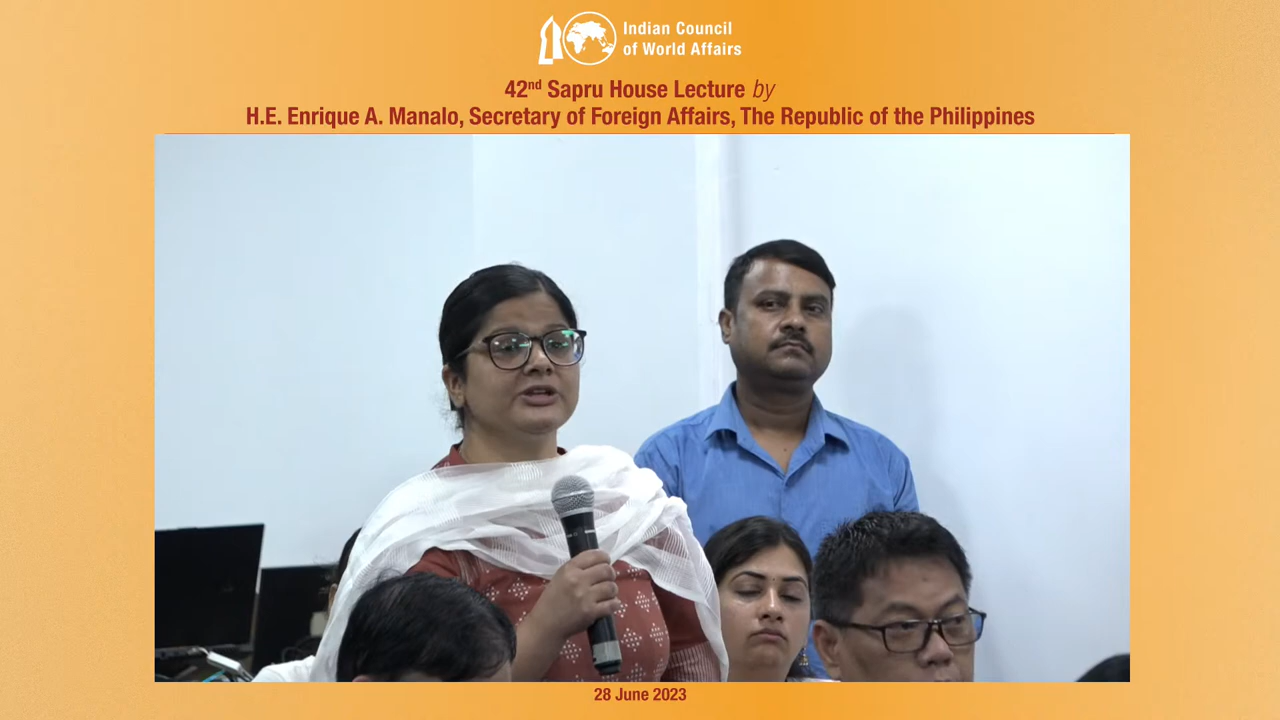 Indian Council
of World Affairs
42nd Sapru House Lecture by
H.E. Enrique A. Manalo, Secretary of Foreign Affairs, The Republic of the Philippines
28 June 2023